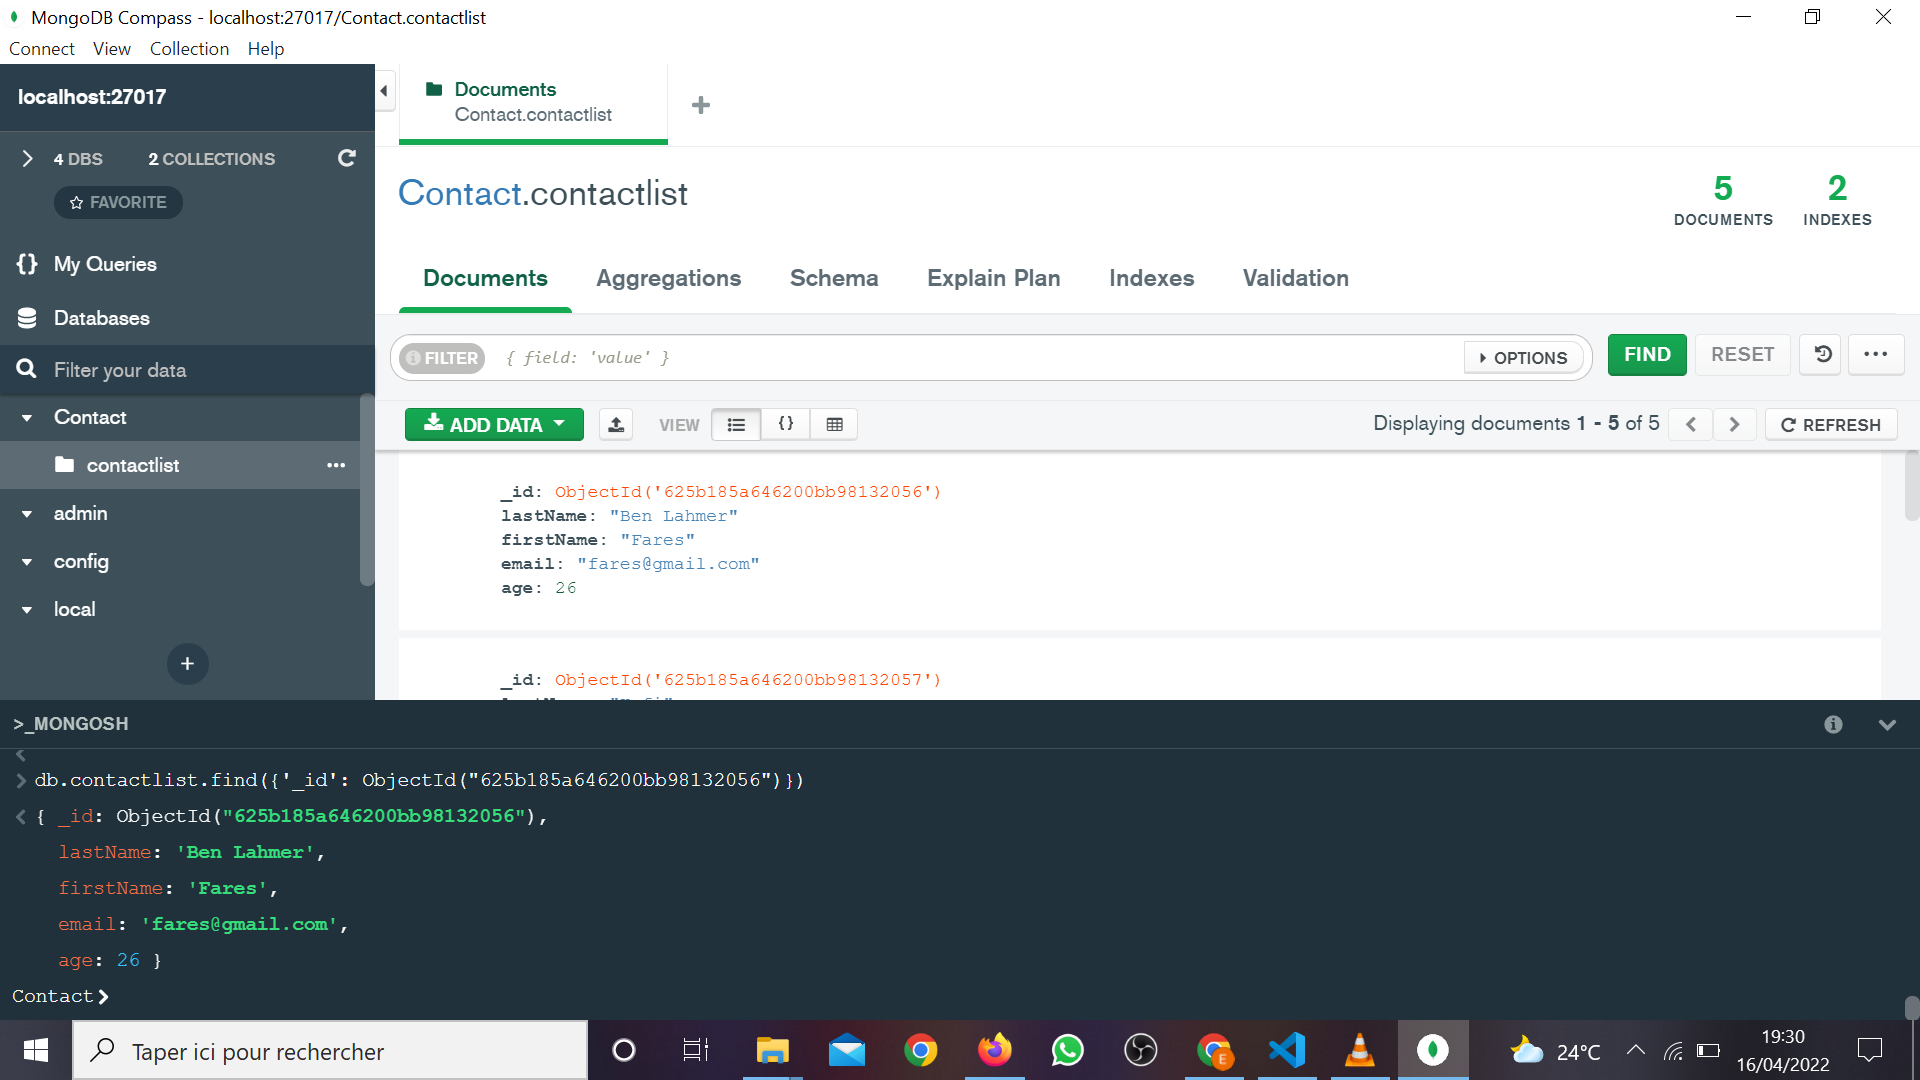 MongoDB Compass - localhost:27017/Contact.contactlist
Connect View Collection Help
localhost:27017
4 DBS 2 COLLECTIONS
FAVORITE
My Queries
Databases
Filter your data
Contact
contactlist
admin
config
local
Documents
Contact.contactlist
Contact.contactlist
5 DOCUMENTS
2 INDEXES
Documents Aggregations Schema Explain Plan Indexes Validation
FILTER { field: 'value' } OPTIONS FIND RESET
ADD DATA VIEW { } Displaying documents 1 - 5 of 5 REFRESH
_id: ObjectId('625b185a646200bb98132056')
lastName: "Ben Lahmer"
firstName: "Fares"
email: "fares@gmail.com"
age: 26
_id: ObjectId('625b185a646200bb98132057')
>_MONGOSH
db.contactlist.find({'_id': ObjectId("625b185a646200bb98132056")})
{ _id: ObjectId("625b185a646200bb98132056"),
lastName: 'Ben Lahmer',
firstName: 'Fares',
email: 'fares@gmail.com',
age: 26 }
Contact>
Taper ici pour rechercher
E
24°C
19:30
16/04/2022